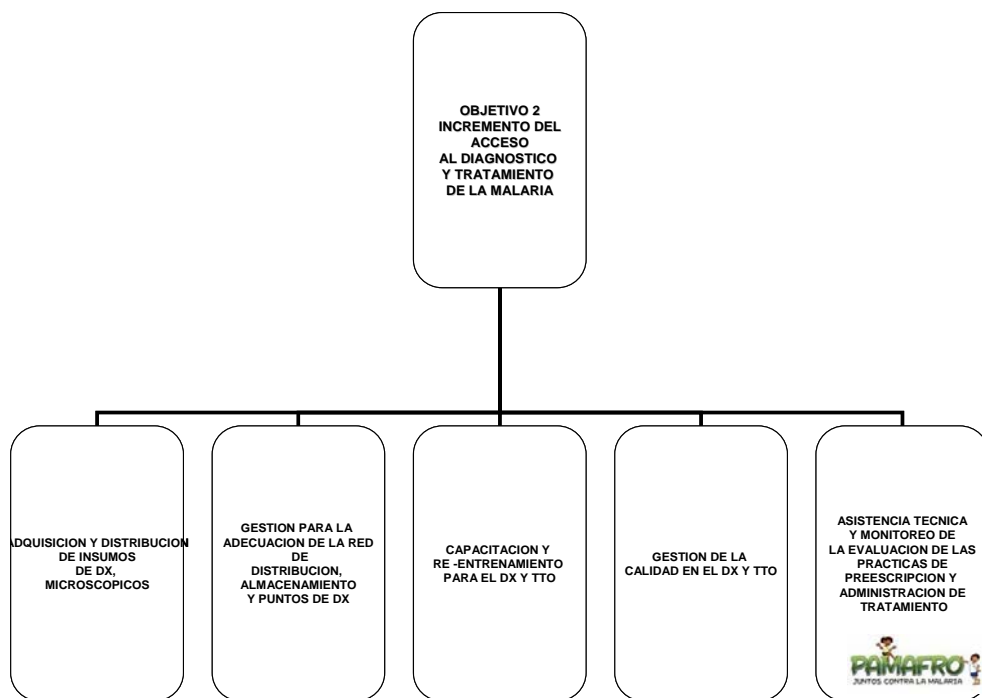 OBJETIVO 2
INCREMENTO DEL
ACCESO
AL DIAGNOSTICO
Y TRATAMIENTO
DE LA MALARIA
ADQUISICION Y DISTRIBUCION
DE INSUMOS
DE DX,
MICROSCOPICOS
GESTION PARA LA
ADECUACION DE LA RED
DE
DISTRIBUCION,
ALMACENAMIENTO
Y PUNTOS DE DX
CAPACITACION Y
RE -ENTRENAMIENTO
PARA EL DX Y TTO
GESTION DE LA
CALIDAD EN EL DX Y TTO
ASISTENCIA TECNICA
Y MONITOREO DE
LA EVALUACION DE LAS
PRACTICAS DE
PREESCRIPCION Y
ADMINISTRACION DE
TRATAMIENTO
PAMAFRO
JUNTOS CONTRA LA MALARIA